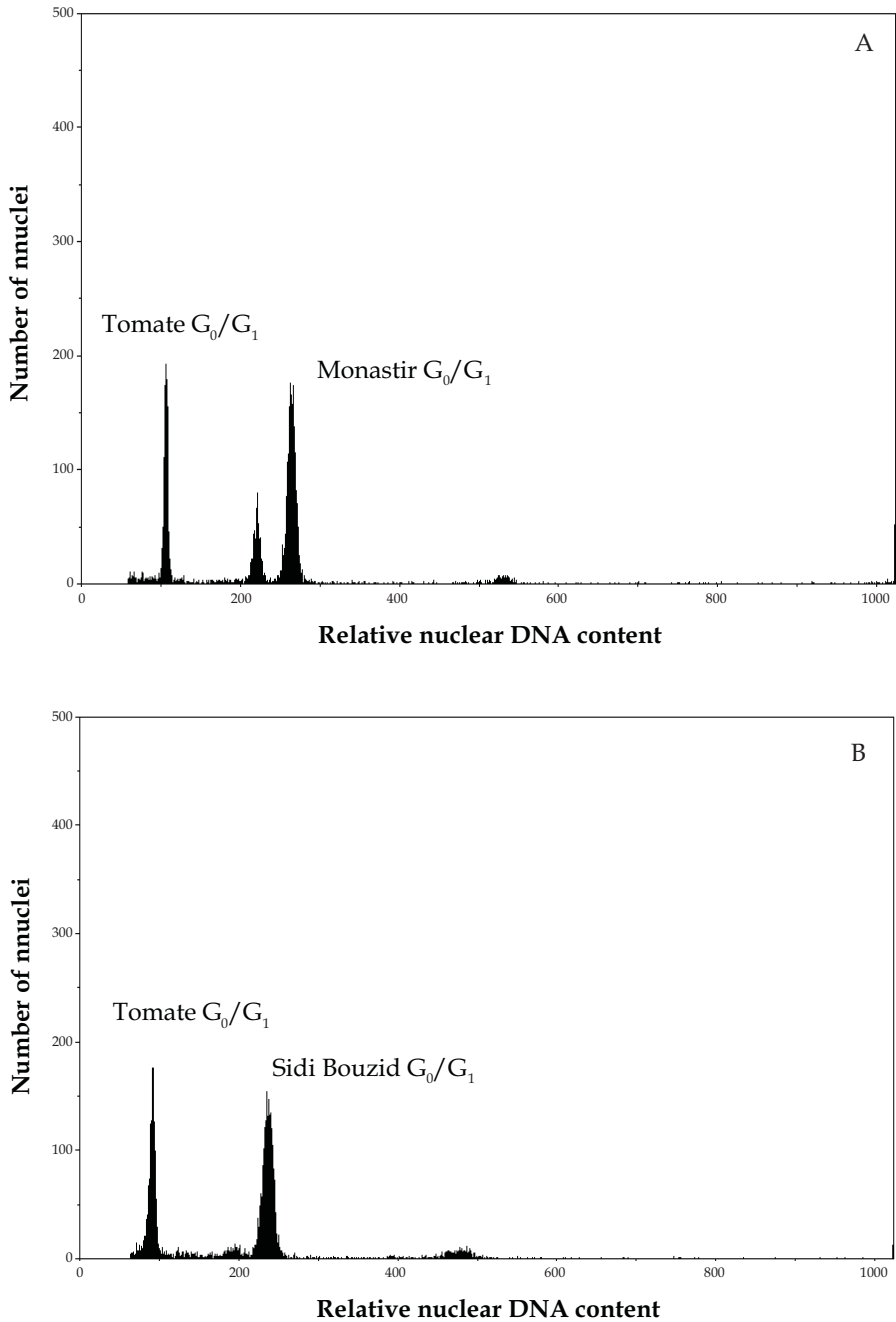 A
500
400
300
200
100
0
Number of nnuclei
Tomate G₀/G₁
Monastir G₀/G₁
0 200 400 600 800 1000
Relative nuclear DNA content
B
500
400
300
200
100
0
Number of nnuclei
Tomate G₀/G₁
Sidi Bouzid G₀/G₁
0 200 400 600 800 1000
Relative nuclear DNA content